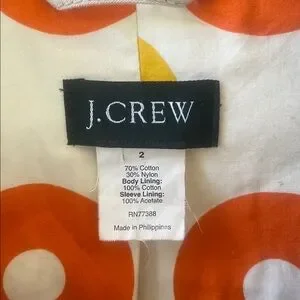 J.CREW
2
70% Cotton
30% Nylon
Body Lining:
100% Cotton
Sleeve Lining:
100% Acetate
RN77388
Made in Philippines